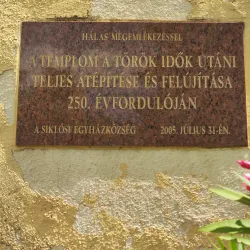 HÁLÁS MEGEMLÉKEZÉSSEL
A TEMPLOM A TÖRÖK IDŐK UTÁNI
TELJES ÁTÉPÍTÉSE ÉS FELÚJÍTÁSA
250. ÉVFORDULÓJÁN
A SIKLÓSI EGYHÁZKÖZSÉG 2005. JÚLIUS 31-ÉN.